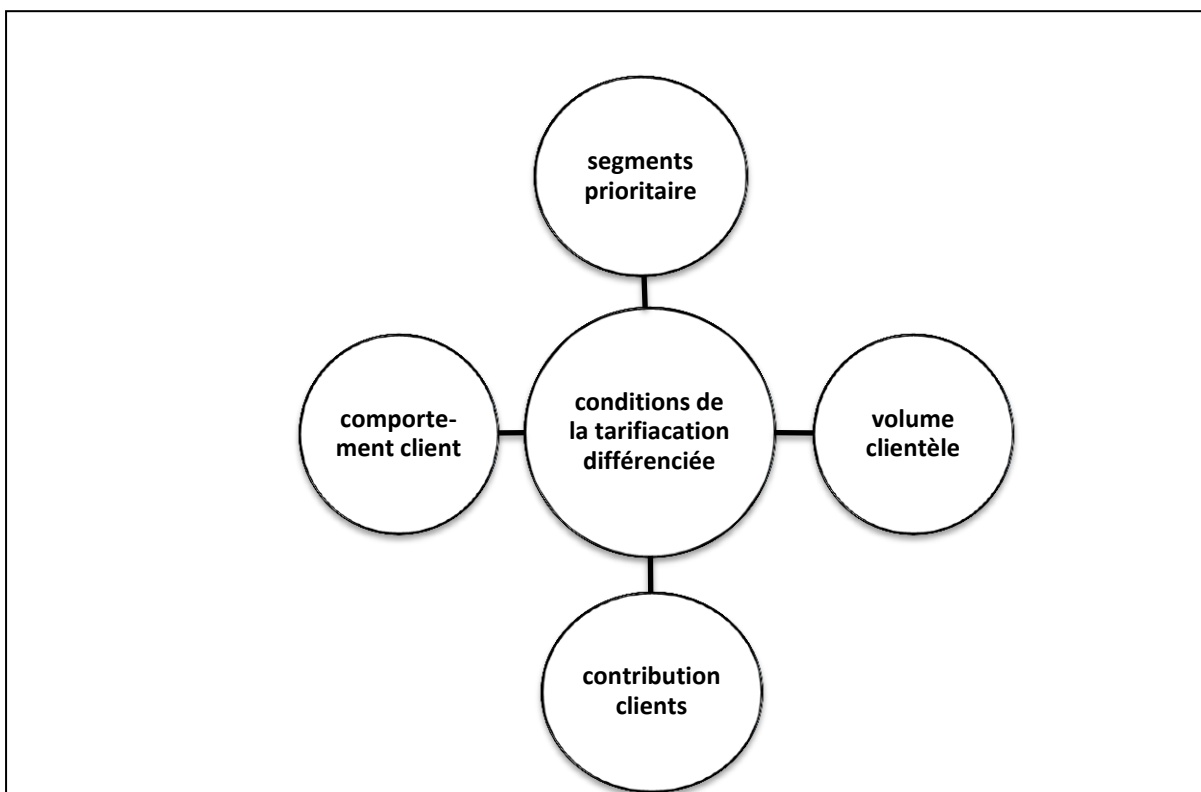 segments
prioritaire
comporte-
ment client
conditions de
la tarifiacation
différenciée
volume
clientèle
contribution
clients